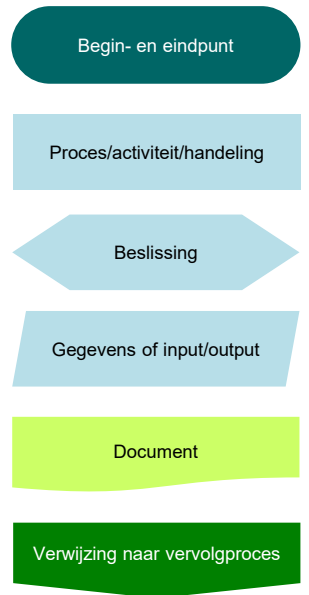 Begin- en eindpunt
Proces/activiteit/handeling
Beslissing
Gegevens of input/output
Document
Verwijzing naar vervolgproces